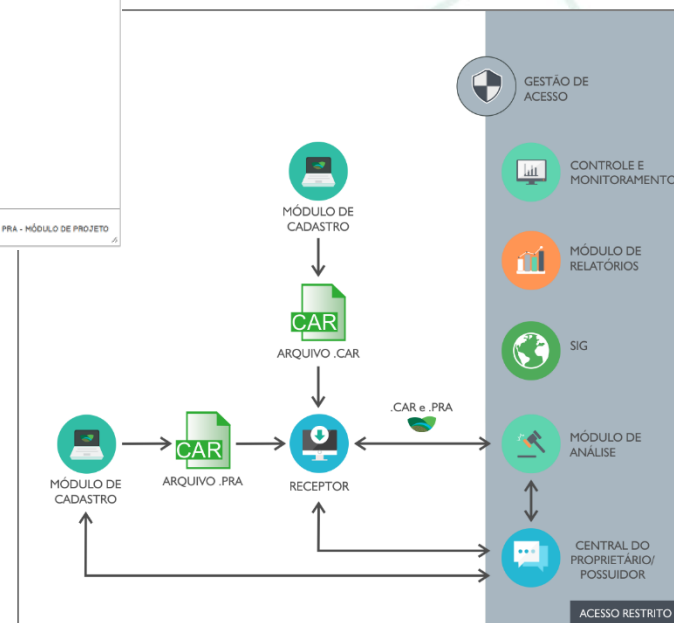 GESTÃO DE
ACESSO
CONTROLE E
MONITORAMENTO
MÓDULO DE
CADASTRO
PRA - MÓDULO DE PROJETO
MÓDULO DE
RELATÓRIOS
CAR
ARQUIVO .CAR
SIG
.CAR e .PRA
CAR
MÓDULO DE
CADASTRO
ARQUIVO .PRA
RECEPTOR
MÓDULO DE
ANÁLISE
CENTRAL DO
PROPRIETÁRIO/
POSSUIDOR
ACESSO RESTRITO